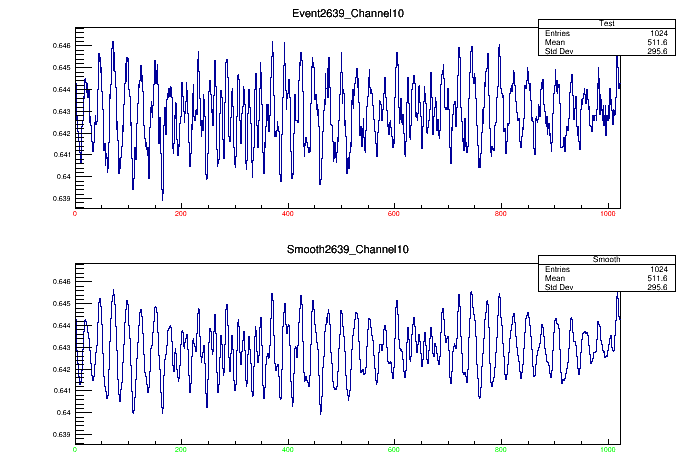 Event2639_Channel10
Test
Entries 1024
Mean 511.6
Std Dev 295.6
0.646
0.645
0.644
0.643
0.642
0.641
0.64
0.639
0 200 400 600 800 1000
Smooth2639_Channel10
Smooth
Entries 1024
Mean 511.6
Std Dev 295.6
0.646
0.645
0.644
0.643
0.642
0.641
0.64
0.639
0 200 400 600 800 1000